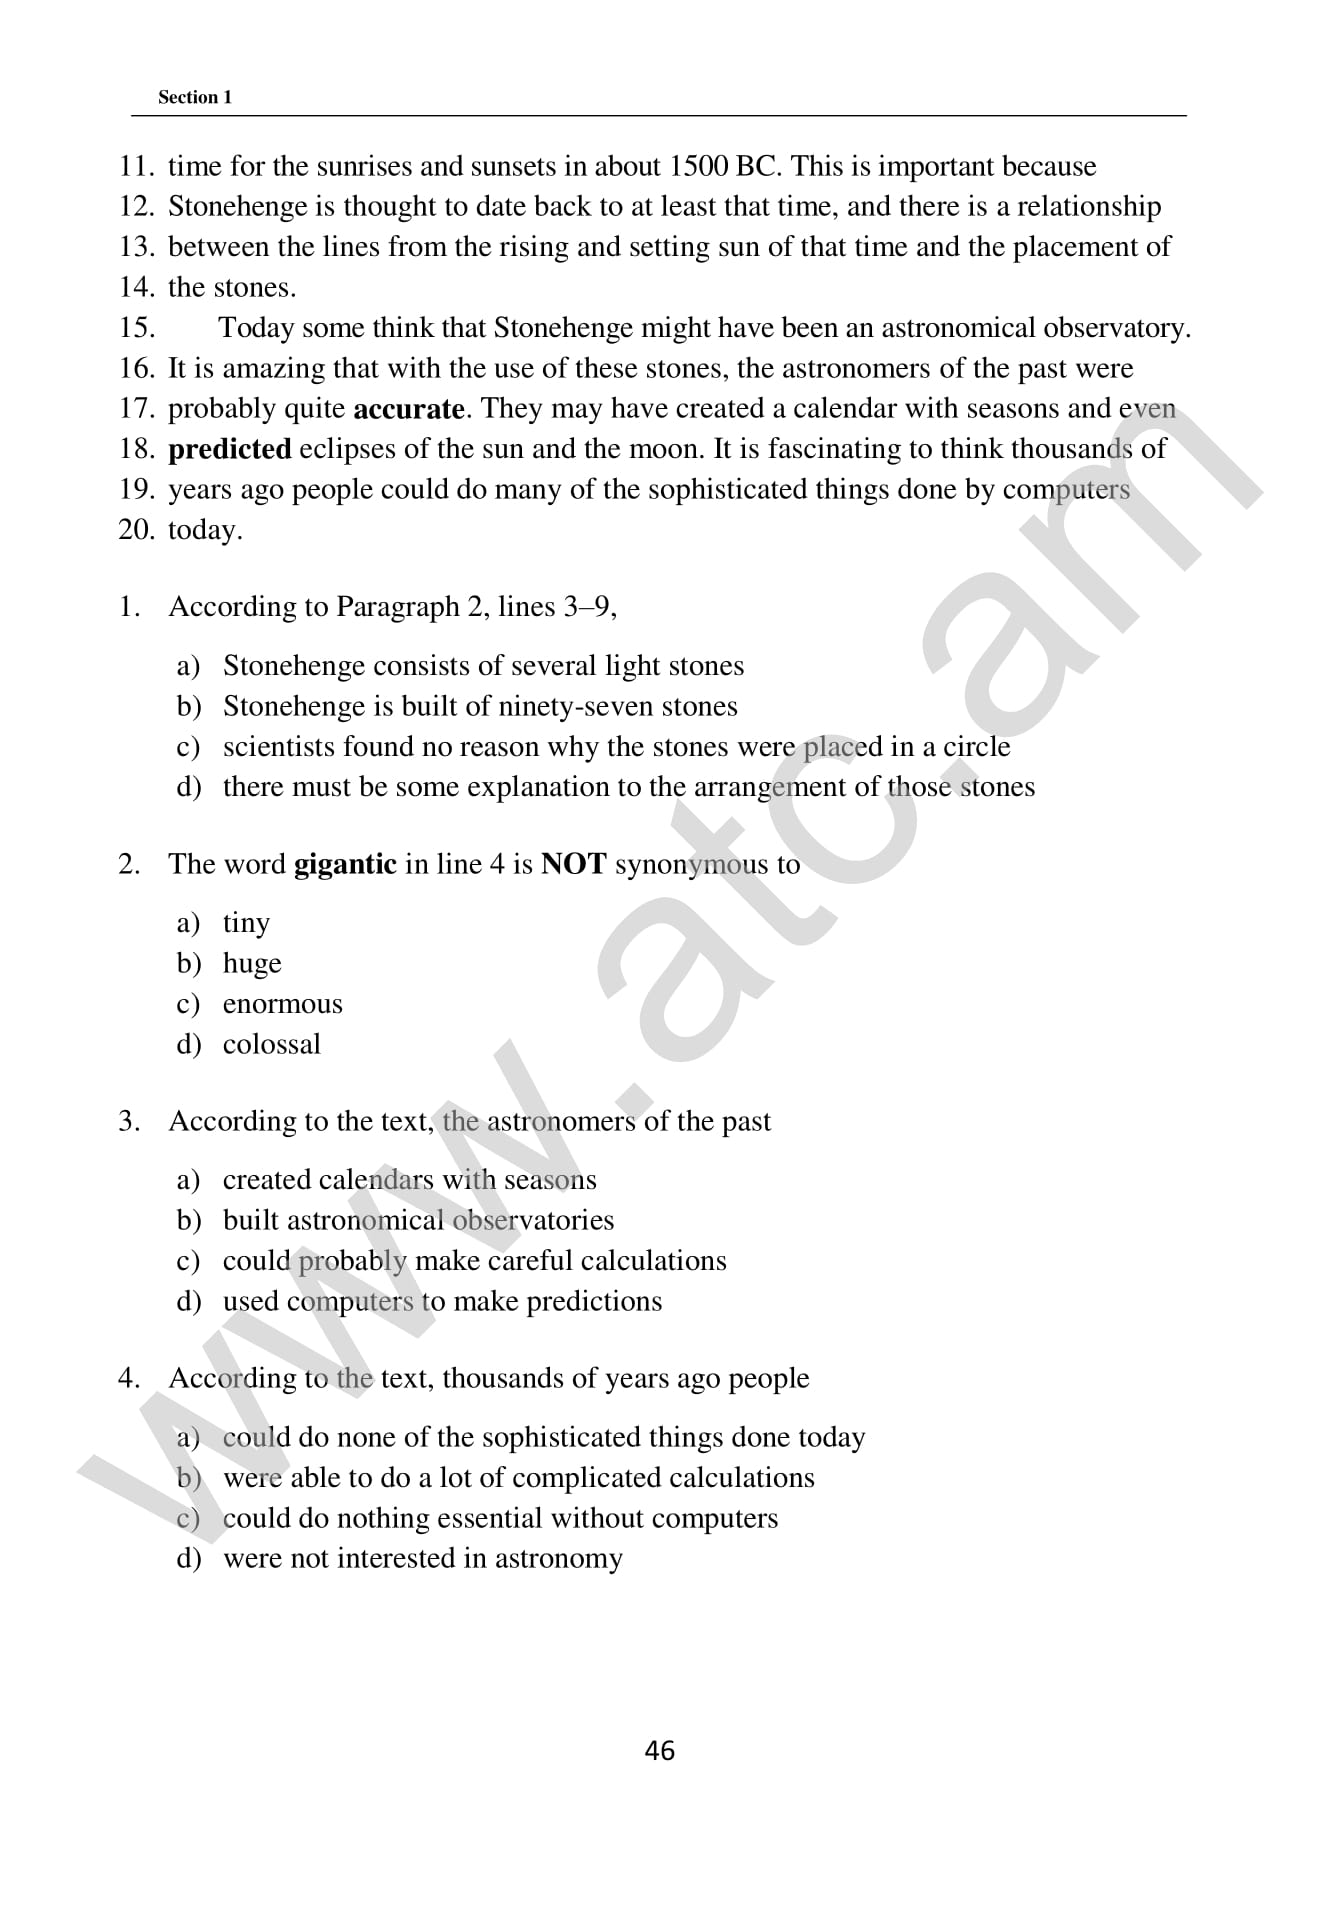 Section 1
11. time for the sunrises and sunsets in about 1500 BC. This is important because
12. Stonehenge is thought to date back to at least that time, and there is a relationship
13. between the lines from the rising and setting sun of that time and the placement of
14. the stones.
15. Today some think that Stonehenge might have been an astronomical observatory.
16. It is amazing that with the use of these stones, the astronomers of the past were
17. probably quite accurate. They may have created a calendar with seasons and even
18. predicted eclipses of the sun and the moon. It is fascinating to think thousands of
19. years ago people could do many of the sophisticated things done by computers
20. today.
1. According to Paragraph 2, lines 3–9,
a) Stonehenge consists of several light stones
b) Stonehenge is built of ninety-seven stones
c) scientists found no reason why the stones were placed in a circle
d) there must be some explanation to the arrangement of those stones
2. The word gigantic in line 4 is NOT synonymous to
a) tiny
b) huge
c) enormous
d) colossal
3. According to the text, the astronomers of the past
a) created calendars with seasons
b) built astronomical observatories
c) could probably make careful calculations
d) used computers to make predictions
4. According to the text, thousands of years ago people
a) could do none of the sophisticated things done today
b) were able to do a lot of complicated calculations
c) could do nothing essential without computers
d) were not interested in astronomy
46
www.atc.am